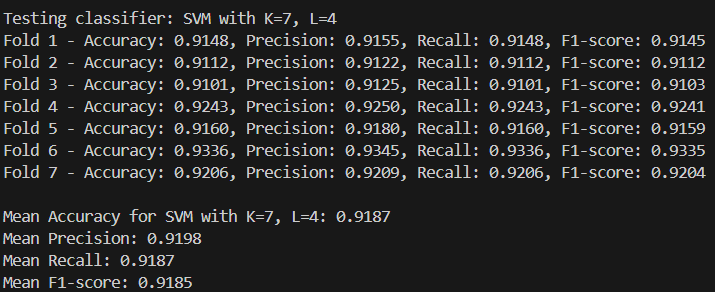 Testing classifier: SVM with K=7, L=4
Fold 1 - Accuracy: 0.9148, Precision: 0.9155, Recall: 0.9148, F1-score: 0.9145
Fold 2 - Accuracy: 0.9112, Precision: 0.9122, Recall: 0.9112, F1-score: 0.9112
Fold 3 - Accuracy: 0.9101, Precision: 0.9125, Recall: 0.9101, F1-score: 0.9103
Fold 4 - Accuracy: 0.9243, Precision: 0.9250, Recall: 0.9243, F1-score: 0.9241
Fold 5 - Accuracy: 0.9160, Precision: 0.9180, Recall: 0.9160, F1-score: 0.9159
Fold 6 - Accuracy: 0.9336, Precision: 0.9345, Recall: 0.9336, F1-score: 0.9335
Fold 7 - Accuracy: 0.9206, Precision: 0.9209, Recall: 0.9206, F1-score: 0.9204
Mean Accuracy for SVM with K=7, L=4: 0.9187
Mean Precision: 0.9198
Mean Recall: 0.9187
Mean F1-score: 0.9185